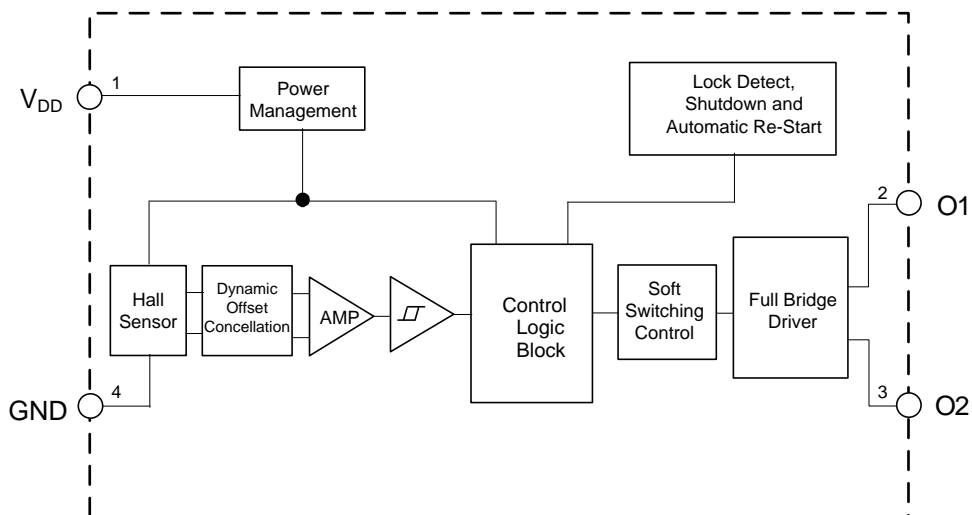 1
V_DD
Power
Management
Lock Detect,
Shutdown and
Automatic Re-Start
2
O1
Hall
Sensor
Dynamic
Offset
Concellation
AMP
Control
Logic
Block
Soft
Switching
Control
Full Bridge
Driver
4
GND
3
O2